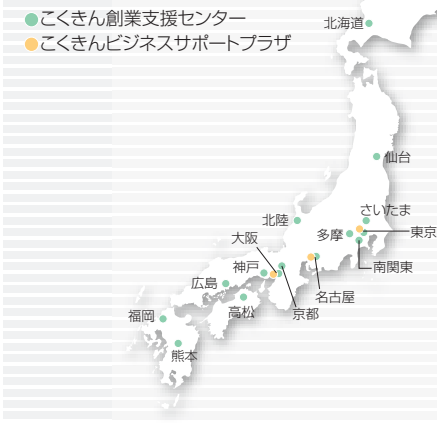 こくきん創業支援センター
こくきんビジネスサポートプラザ
北海道
仙台
さいたま
北陸
多摩
東京
大阪
神戸
南関東
広島
名古屋
京都
高松
福岡
熊本